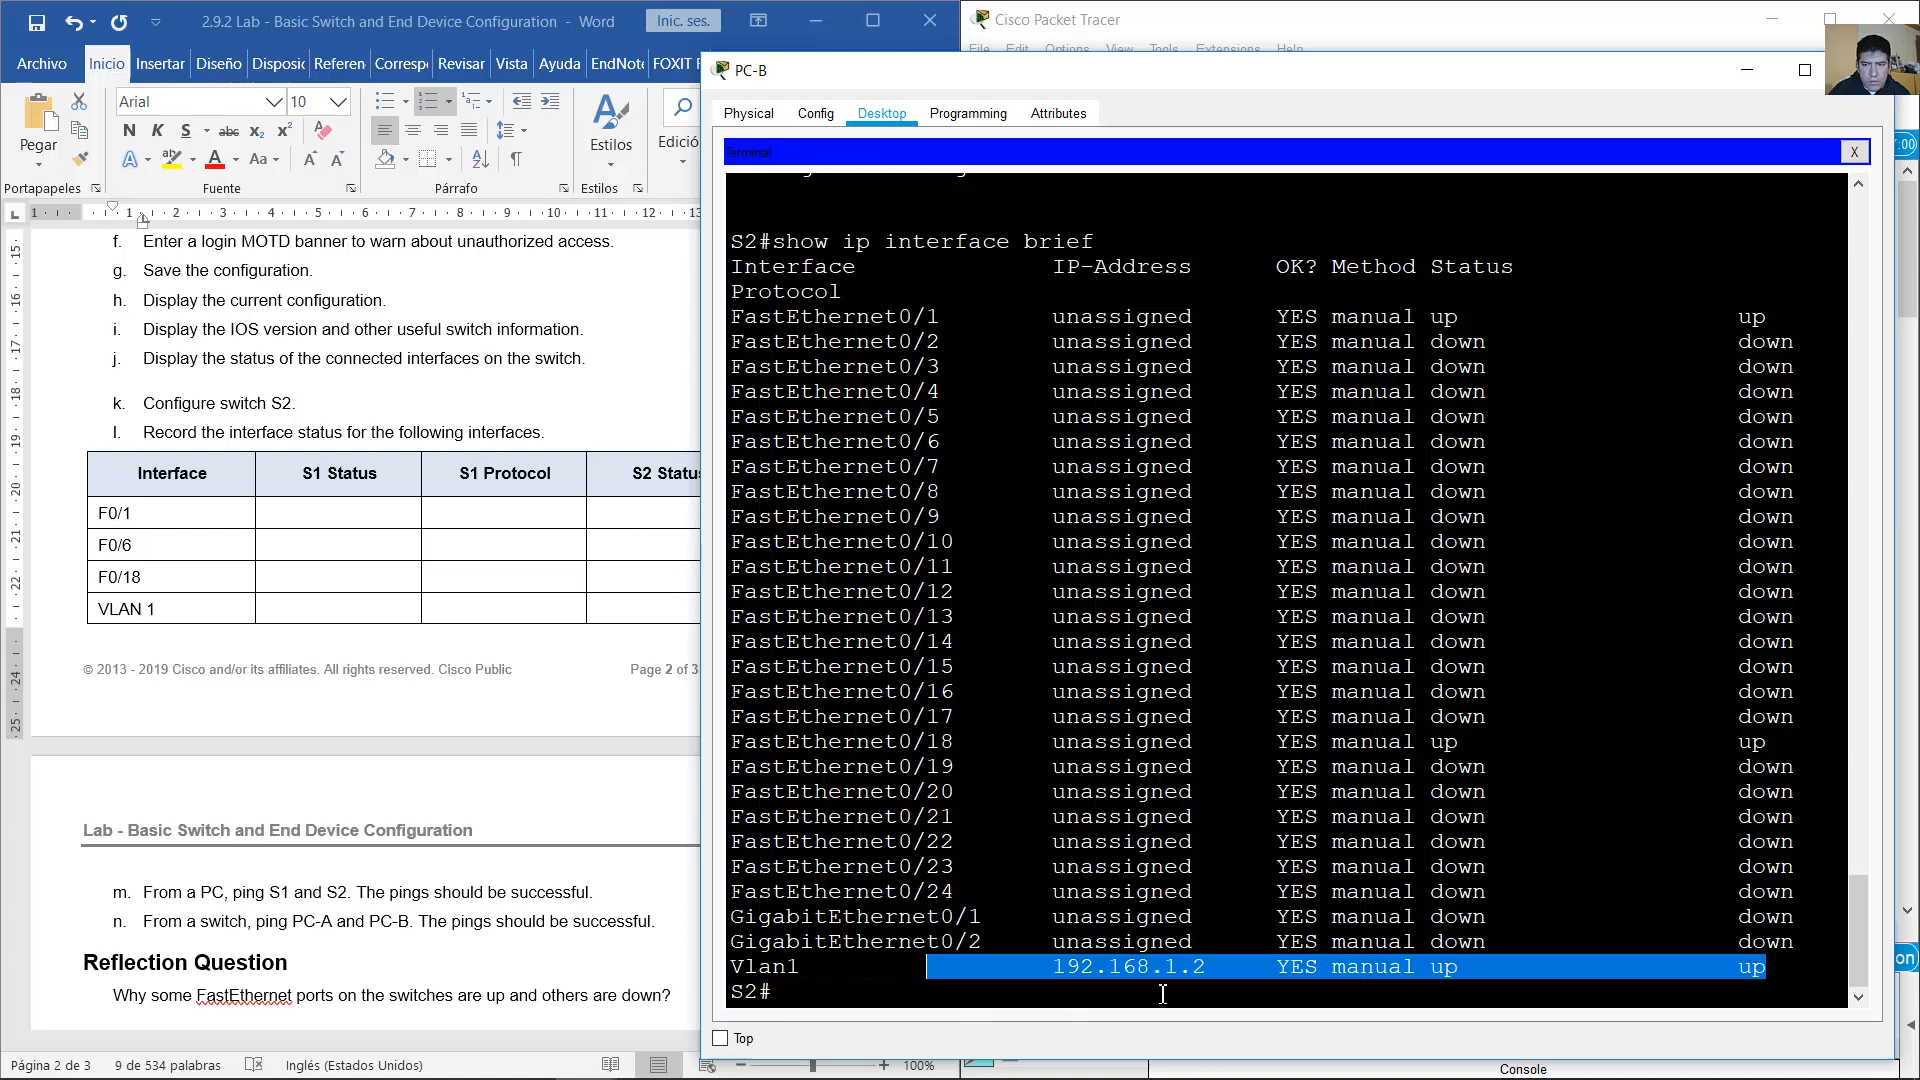 2.9.2 Lab - Basic Switch and End Device Configuration - Word
Inic. ses.
Archivo Inicio Insertar Diseño Disposic Referen Corresp Revisar Vista Ayuda EndNote FOXIT
Pegar
Arial 10
N K S abc x₂ x² Aa
Estilos
Edició
Portapapeles Fuente Párrafo Estilos
f. Enter a login MOTD banner to warn about unauthorized access.
g. Save the configuration.
h. Display the current configuration.
i. Display the IOS version and other useful switch information.
j. Display the status of the connected interfaces on the switch.
k. Configure switch S2.
l. Record the interface status for the following interfaces.
Interface S1 Status S1 Protocol S2 Statu
F0/1
F0/6
F0/18
VLAN 1
© 2013 - 2019 Cisco and/or its affiliates. All rights reserved. Cisco Public Page 2 of 3
Lab - Basic Switch and End Device Configuration
m. From a PC, ping S1 and S2. The pings should be successful.
n. From a switch, ping PC-A and PC-B. The pings should be successful.
Reflection Question
Why some FastEthernet ports on the switches are up and others are down?
Página 2 de 3 9 de 534 palabras Inglés (Estados Unidos) 100%
Cisco Packet Tracer
File Edit Options View Tools Extensions Help
PC-B
Physical Config Desktop Programming Attributes
Terminal
X
S2#show ip interface brief
Interface IP-Address OK? Method Status
Protocol
FastEthernet0/1 unassigned YES manual up up
FastEthernet0/2 unassigned YES manual down down
FastEthernet0/3 unassigned YES manual down down
FastEthernet0/4 unassigned YES manual down down
FastEthernet0/5 unassigned YES manual down down
FastEthernet0/6 unassigned YES manual down down
FastEthernet0/7 unassigned YES manual down down
FastEthernet0/8 unassigned YES manual down down
FastEthernet0/9 unassigned YES manual down down
FastEthernet0/10 unassigned YES manual down down
FastEthernet0/11 unassigned YES manual down down
FastEthernet0/12 unassigned YES manual down down
FastEthernet0/13 unassigned YES manual down down
FastEthernet0/14 unassigned YES manual down down
FastEthernet0/15 unassigned YES manual down down
FastEthernet0/16 unassigned YES manual down down
FastEthernet0/17 unassigned YES manual down down
FastEthernet0/18 unassigned YES manual up up
FastEthernet0/19 unassigned YES manual down down
FastEthernet0/20 unassigned YES manual down down
FastEthernet0/21 unassigned YES manual down down
FastEthernet0/22 unassigned YES manual down down
FastEthernet0/23 unassigned YES manual down down
FastEthernet0/24 unassigned YES manual down down
GigabitEthernet0/1 unassigned YES manual down down
GigabitEthernet0/2 unassigned YES manual down down
Vlan1 192.168.1.2 YES manual up up
S2#
Top
Console